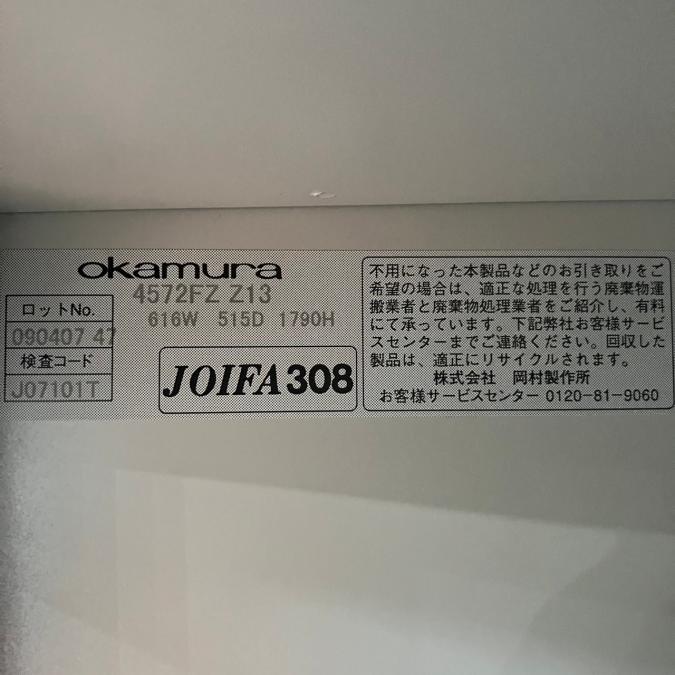 okamura
4572FZ Z13
616W 515D 1790H
ロットNo.
090407 47
検査コード
J07101T
JOIFA308
不用になった本製品などのお引き取りをご
希望の場合は、適正な処理を行う廃棄物運
搬業者と廃棄物処理業者をご紹介し、有料
にて承っています。下記弊社お客様サービ
スセンターまでご連絡ください。回収した
製品は、適正にリサイクルされます。
株式会社 岡村製作所
お客様サービスセンター 0120-81-9060